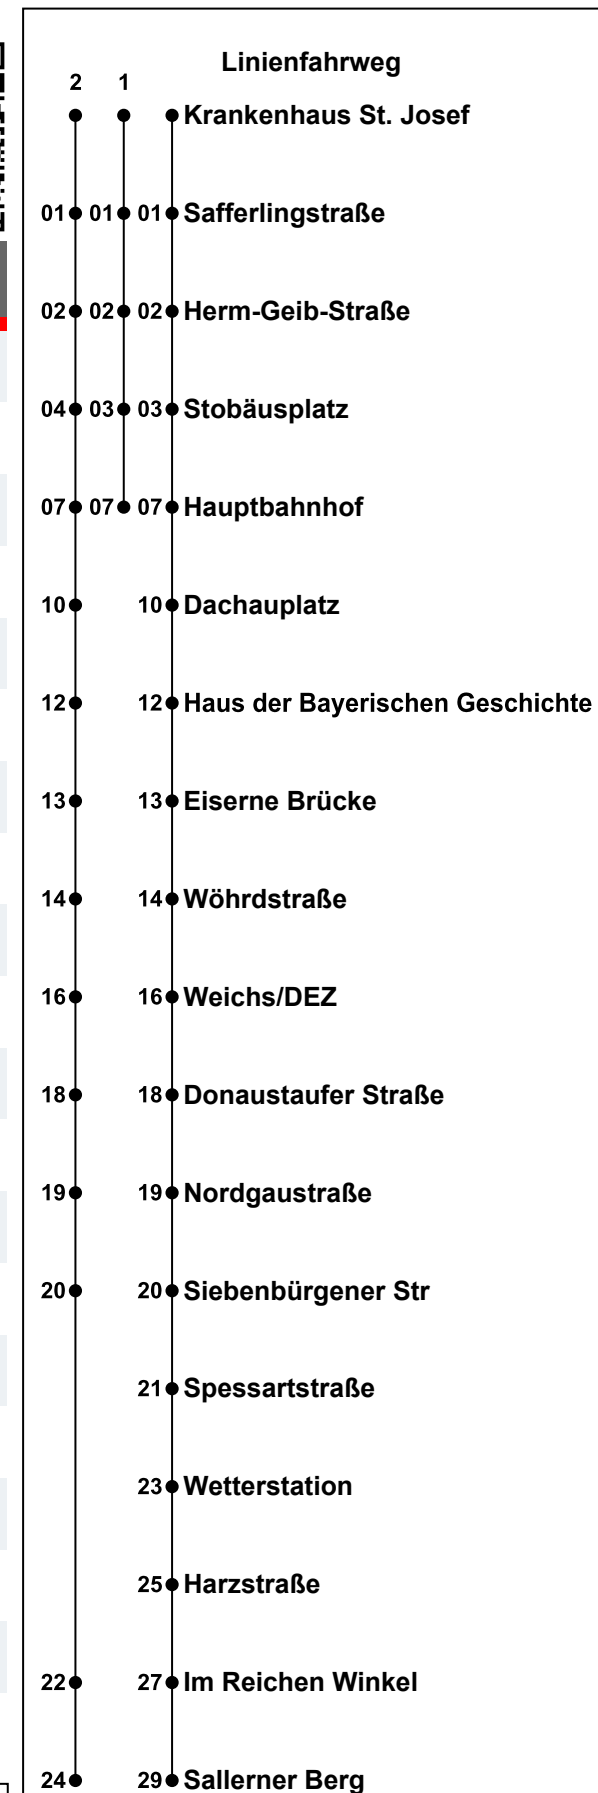 Linienfahrweg
2 1
Krankenhaus St. Josef
01 01 01 Safferlingstraße
02 02 02 Herm-Geib-Straße
04 03 03 Stobäusplatz
07 07 07 Hauptbahnhof
10 10 Dachauplatz
12 12 Haus der Bayerischen Geschichte
13 13 Eiserne Brücke
14 14 Wöhrdstraße
16 16 Weichs/DEZ
18 18 Donaustaufer Straße
19 19 Nordgaustraße
20 20 Siebenbürgener Str
21 Spessartstraße
23 Wetterstation
25 Harzstraße
22 27 Im Reichen Winkel
24 29 Sallerner Berg